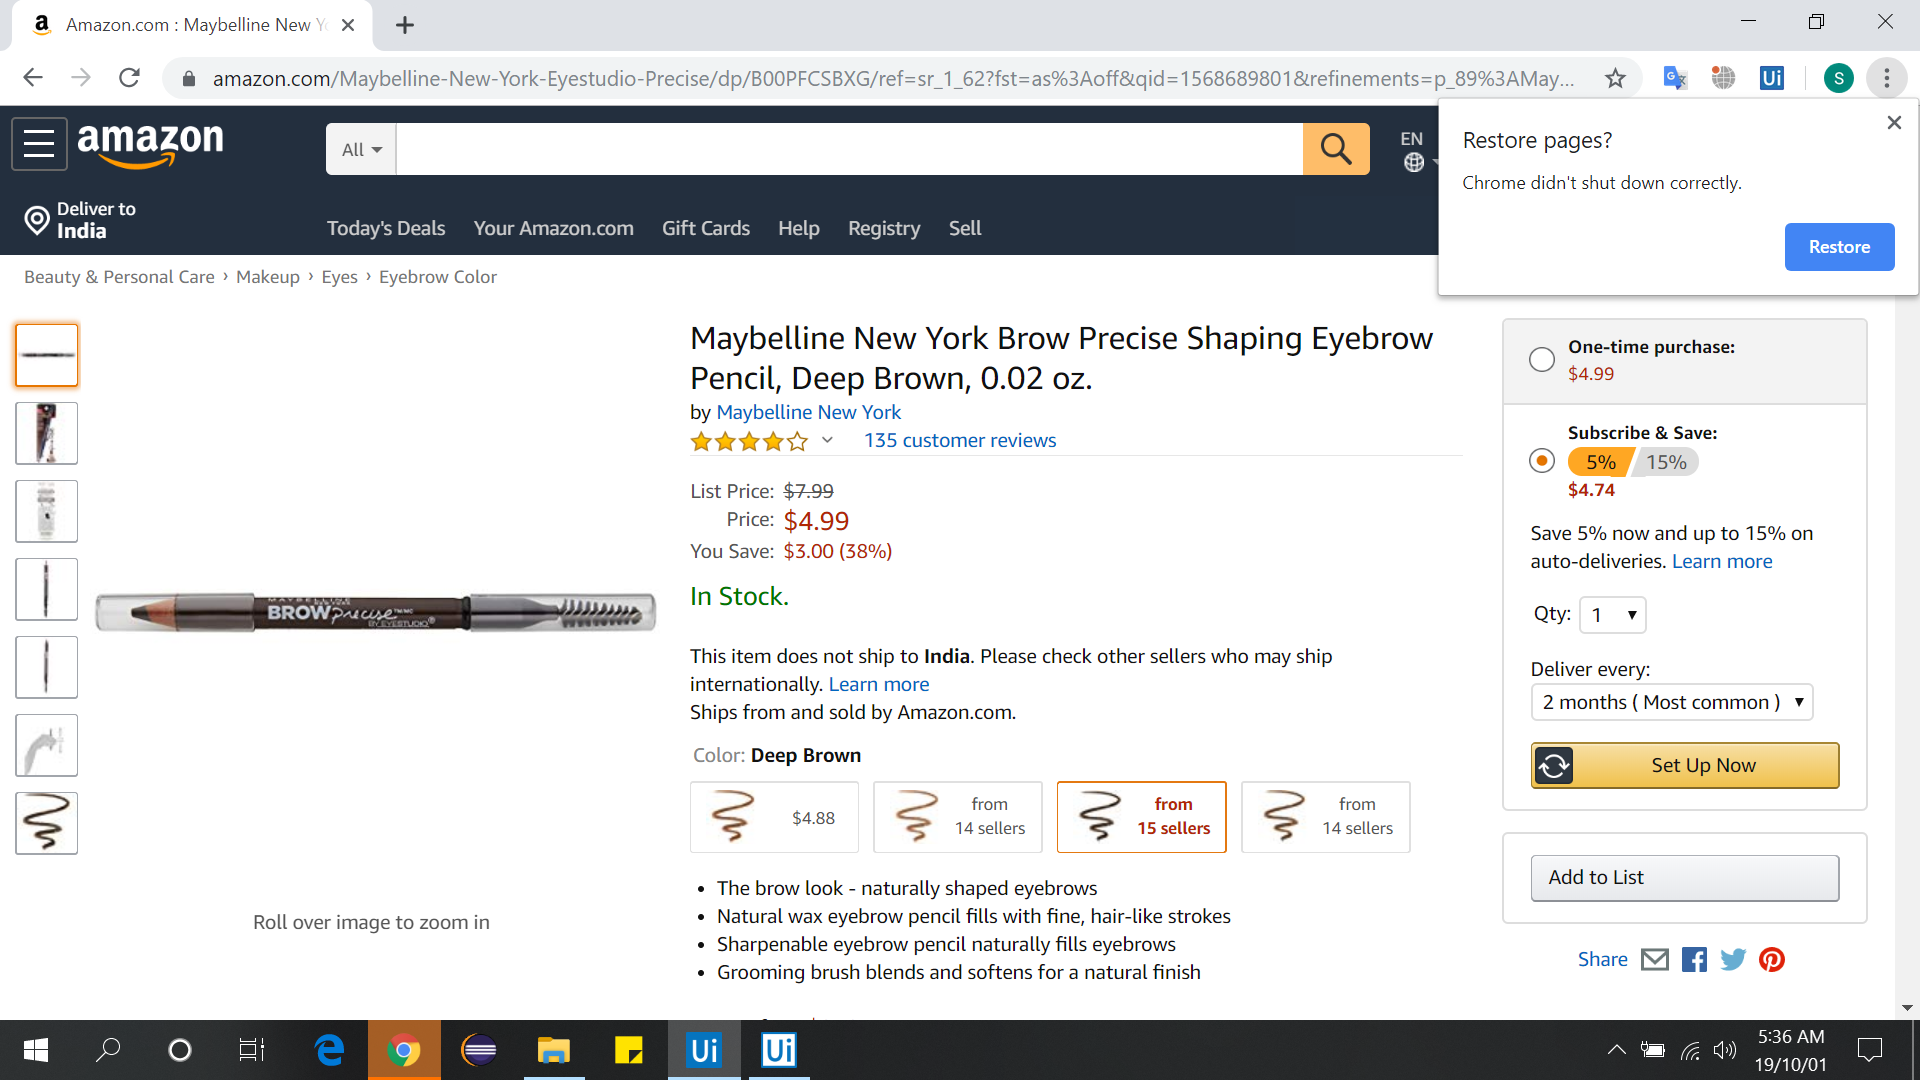 Amazon.com : Maybelline New Y
amazon.com/Maybelline-New-York-Eyestudio-Precise/dp/B00PFCSBXG/ref=sr_1_62?fst=as%3Aoff&qid=1568689801&refinements=p_89%3AMay...
S
Ui
Restore pages?
Chrome didn't shut down correctly.
Restore
amazon
All
EN
Deliver to
India
Today's Deals Your Amazon.com Gift Cards Help Registry Sell
Beauty & Personal Care › Makeup › Eyes › Eyebrow Color
MAYBELLINE
NEW YORK
BROW precise TM/MC
BY EYESTUDIO®
Roll over image to zoom in
Maybelline New York Brow Precise Shaping Eyebrow
Pencil, Deep Brown, 0.02 oz.
by Maybelline New York
135 customer reviews
List Price: $7.99
Price: $4.99
You Save: $3.00 (38%)
In Stock.
This item does not ship to India. Please check other sellers who may ship
internationally. Learn more
Ships from and sold by Amazon.com.
Color: Deep Brown
$4.88
from
14 sellers
from
15 sellers
from
14 sellers
• The brow look - naturally shaped eyebrows
• Natural wax eyebrow pencil fills with fine, hair-like strokes
• Sharpenable eyebrow pencil naturally fills eyebrows
• Grooming brush blends and softens for a natural finish
One-time purchase:
$4.99
Subscribe & Save:
5% 15%
$4.74
Save 5% now and up to 15% on
auto-deliveries. Learn more
Qty: 1
Deliver every:
2 months ( Most common )
Set Up Now
Add to List
Share
Ui
Ui
5:36 AM
19/10/01